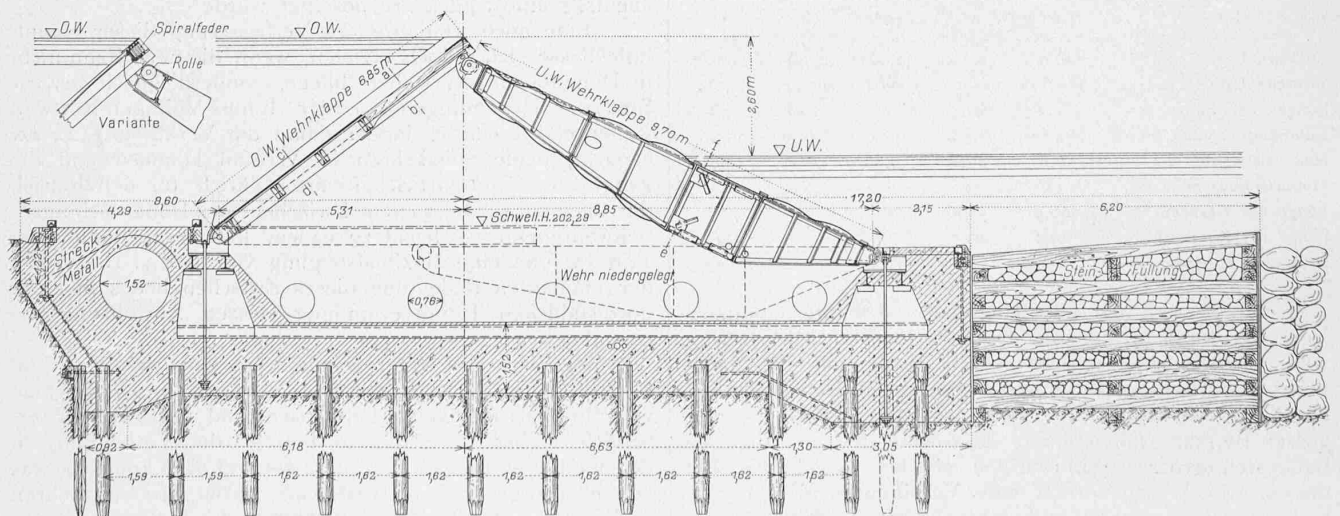 ▽ O.W.
Spiralfeder
▽ O.W.
Rolle
Variante
O.W. Wehrklappe 6,85 m
a
b'
c
d'
U.W. Wehrklappe 9,70 m
2,60 m
f
▽ U.W.
9,60
4,29
5,31
8,85
17,20
2,15
6,20
▽ Schwell.H. 202,29
e
1,22
Streck-
Metall
1,52
0,76
Wehr niedergelegt
Stein-Füllung
1,52
0,92
6,18
6,63
1,30
3,05
1,59
1,59
1,62
1,62
1,62
1,62
1,62
1,62
1,62
1,62